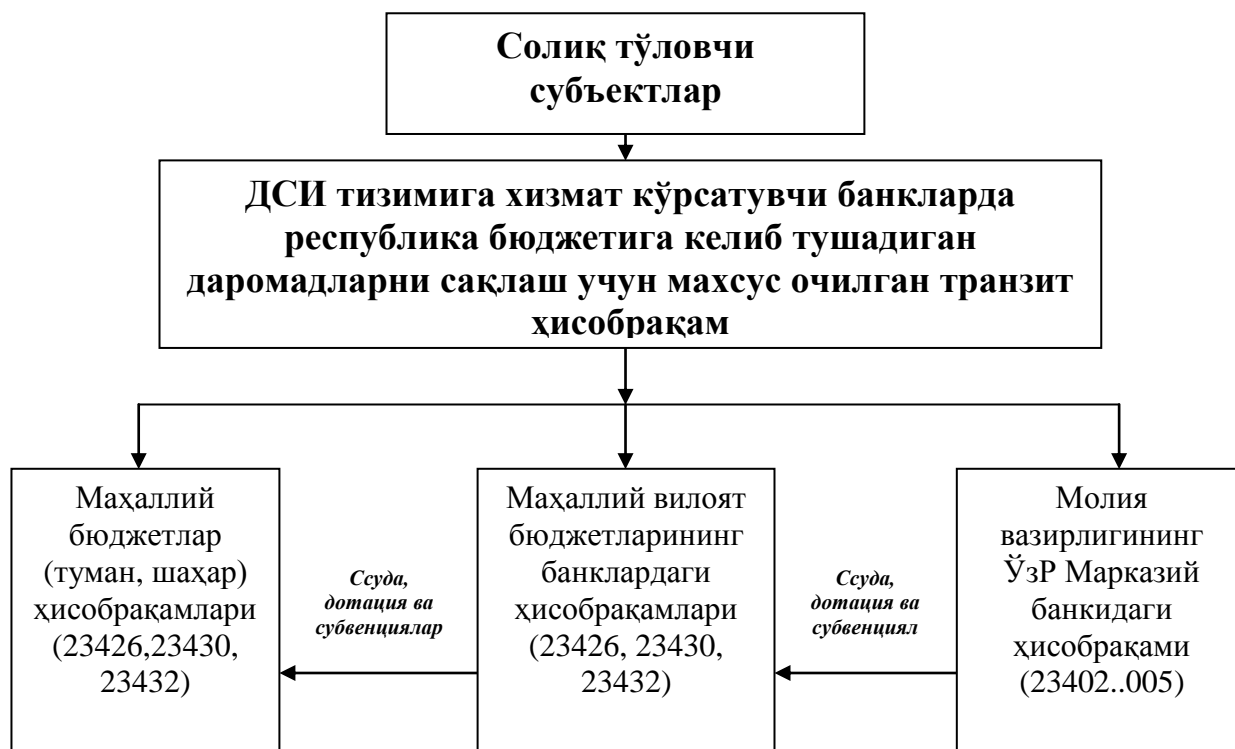 Солиқ тўловчи
субъектлар
ДСИ тизимига хизмат кўрсатувчи банкларда
республика бюджетига келиб тушадиган
даромадларни сақлаш учун махсус очилган транзит
ҳисобрақам
Маҳаллий
бюджетлар
(туман, шаҳар)
ҳисобрақамлари
(23426,23430,
23432)
Ссуда,
дотация ва
субвенциялар
Маҳаллий вилоят
бюджетларининг
банклардаги
ҳисобрақамлари
(23426, 23430,
23432)
Ссуда,
дотация ва
субвенциял
Молия
вазирлигининг
ЎзР Марказий
банкидаги
ҳисобрақами
(23402..005)